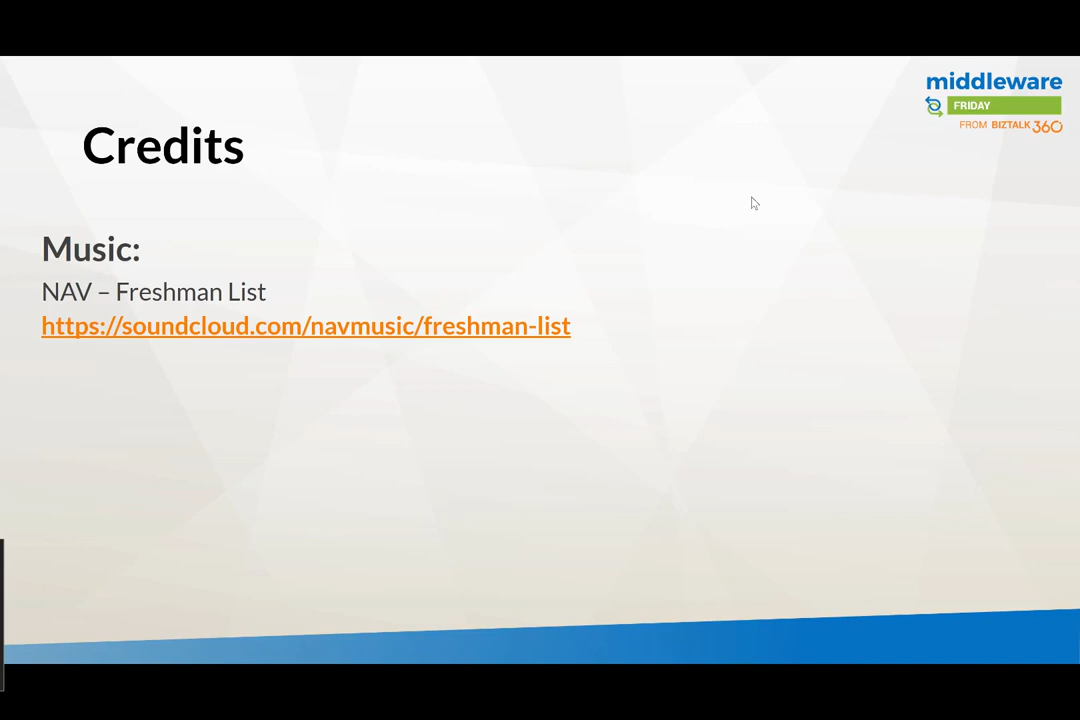 middleware
FRIDAY
FROM BIZTALK 360
Credits
Music:
NAV – Freshman List
https://soundcloud.com/navmusic/freshman-list